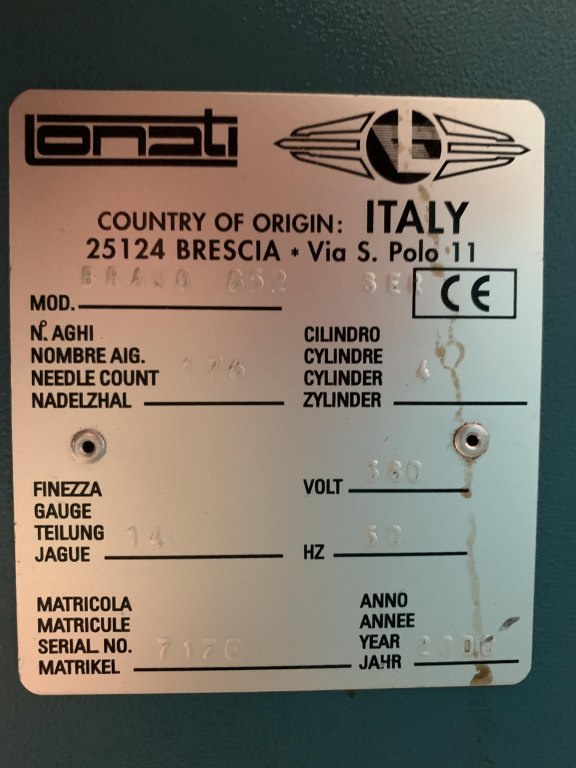 Lonati
COUNTRY OF ORIGIN: ITALY
25124 BRESCIA * Via S. Polo 11
BRAVO 852 SER
MOD.
CE
N. AGHI
NOMBRE AIG.
NEEDLE COUNT 176
NADELZHAL
CILINDRO
CYLINDRE
CYLINDER 4
ZYLINDER
FINEZZA
GAUGE
TEILUNG 14
JAGUE
VOLT 380
HZ 50
MATRICOLA
MATRICULE
SERIAL NO. 7120
MATRIKEL
ANNO
ANNEE
YEAR
JAHR